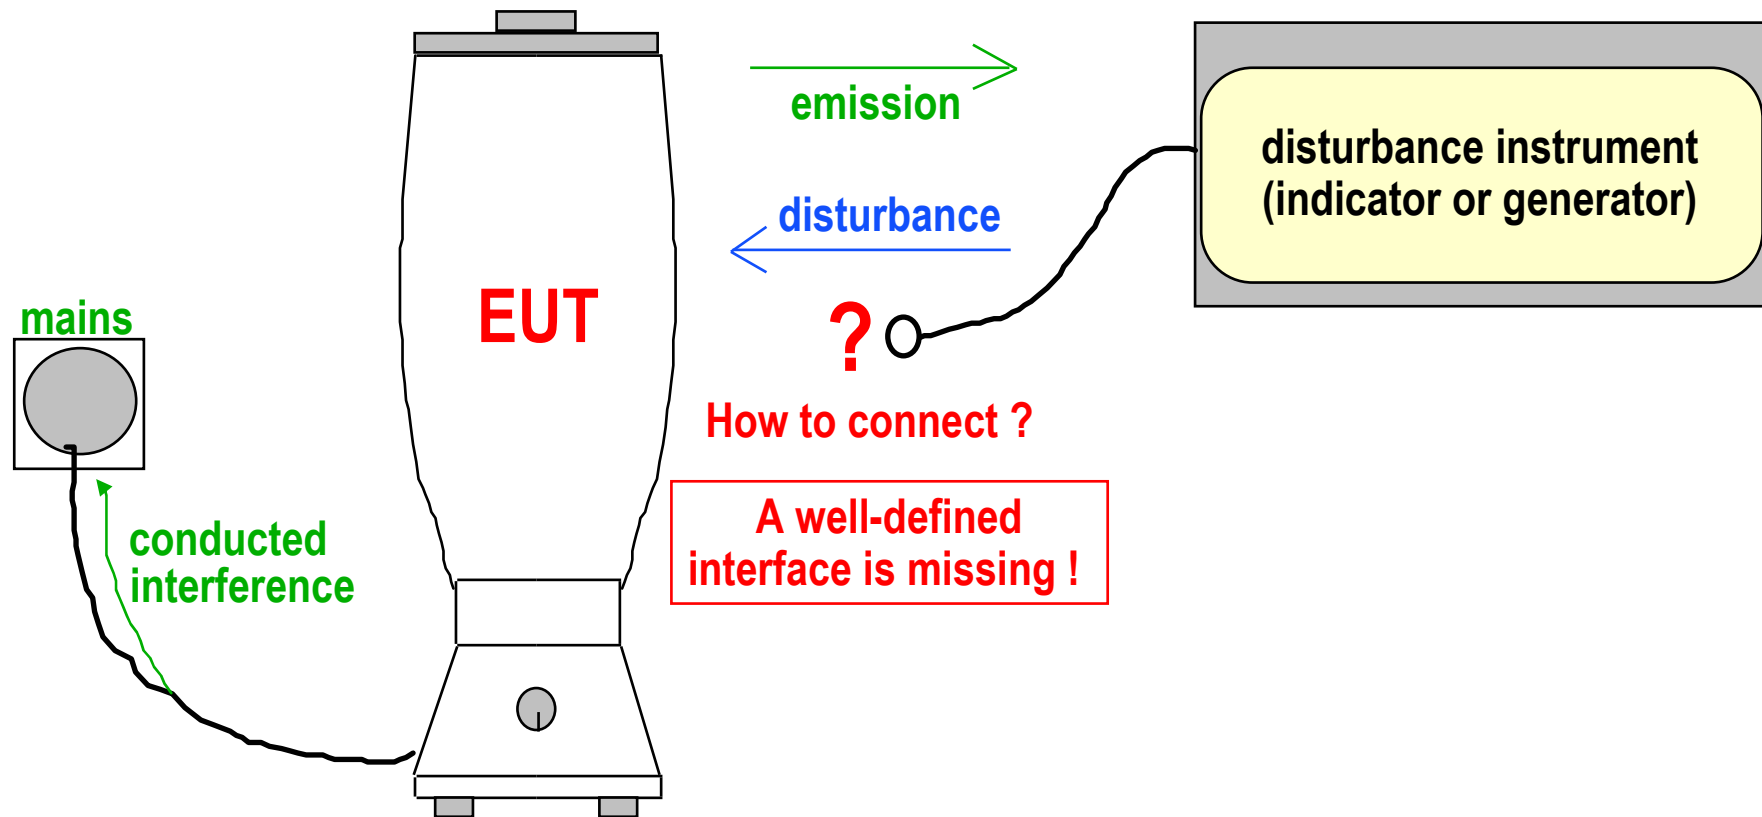 emission
disturbance instrument
(indicator or generator)
disturbance
EUT
mains
?
How to connect ?
A well-defined
interface is missing !
conducted
interference